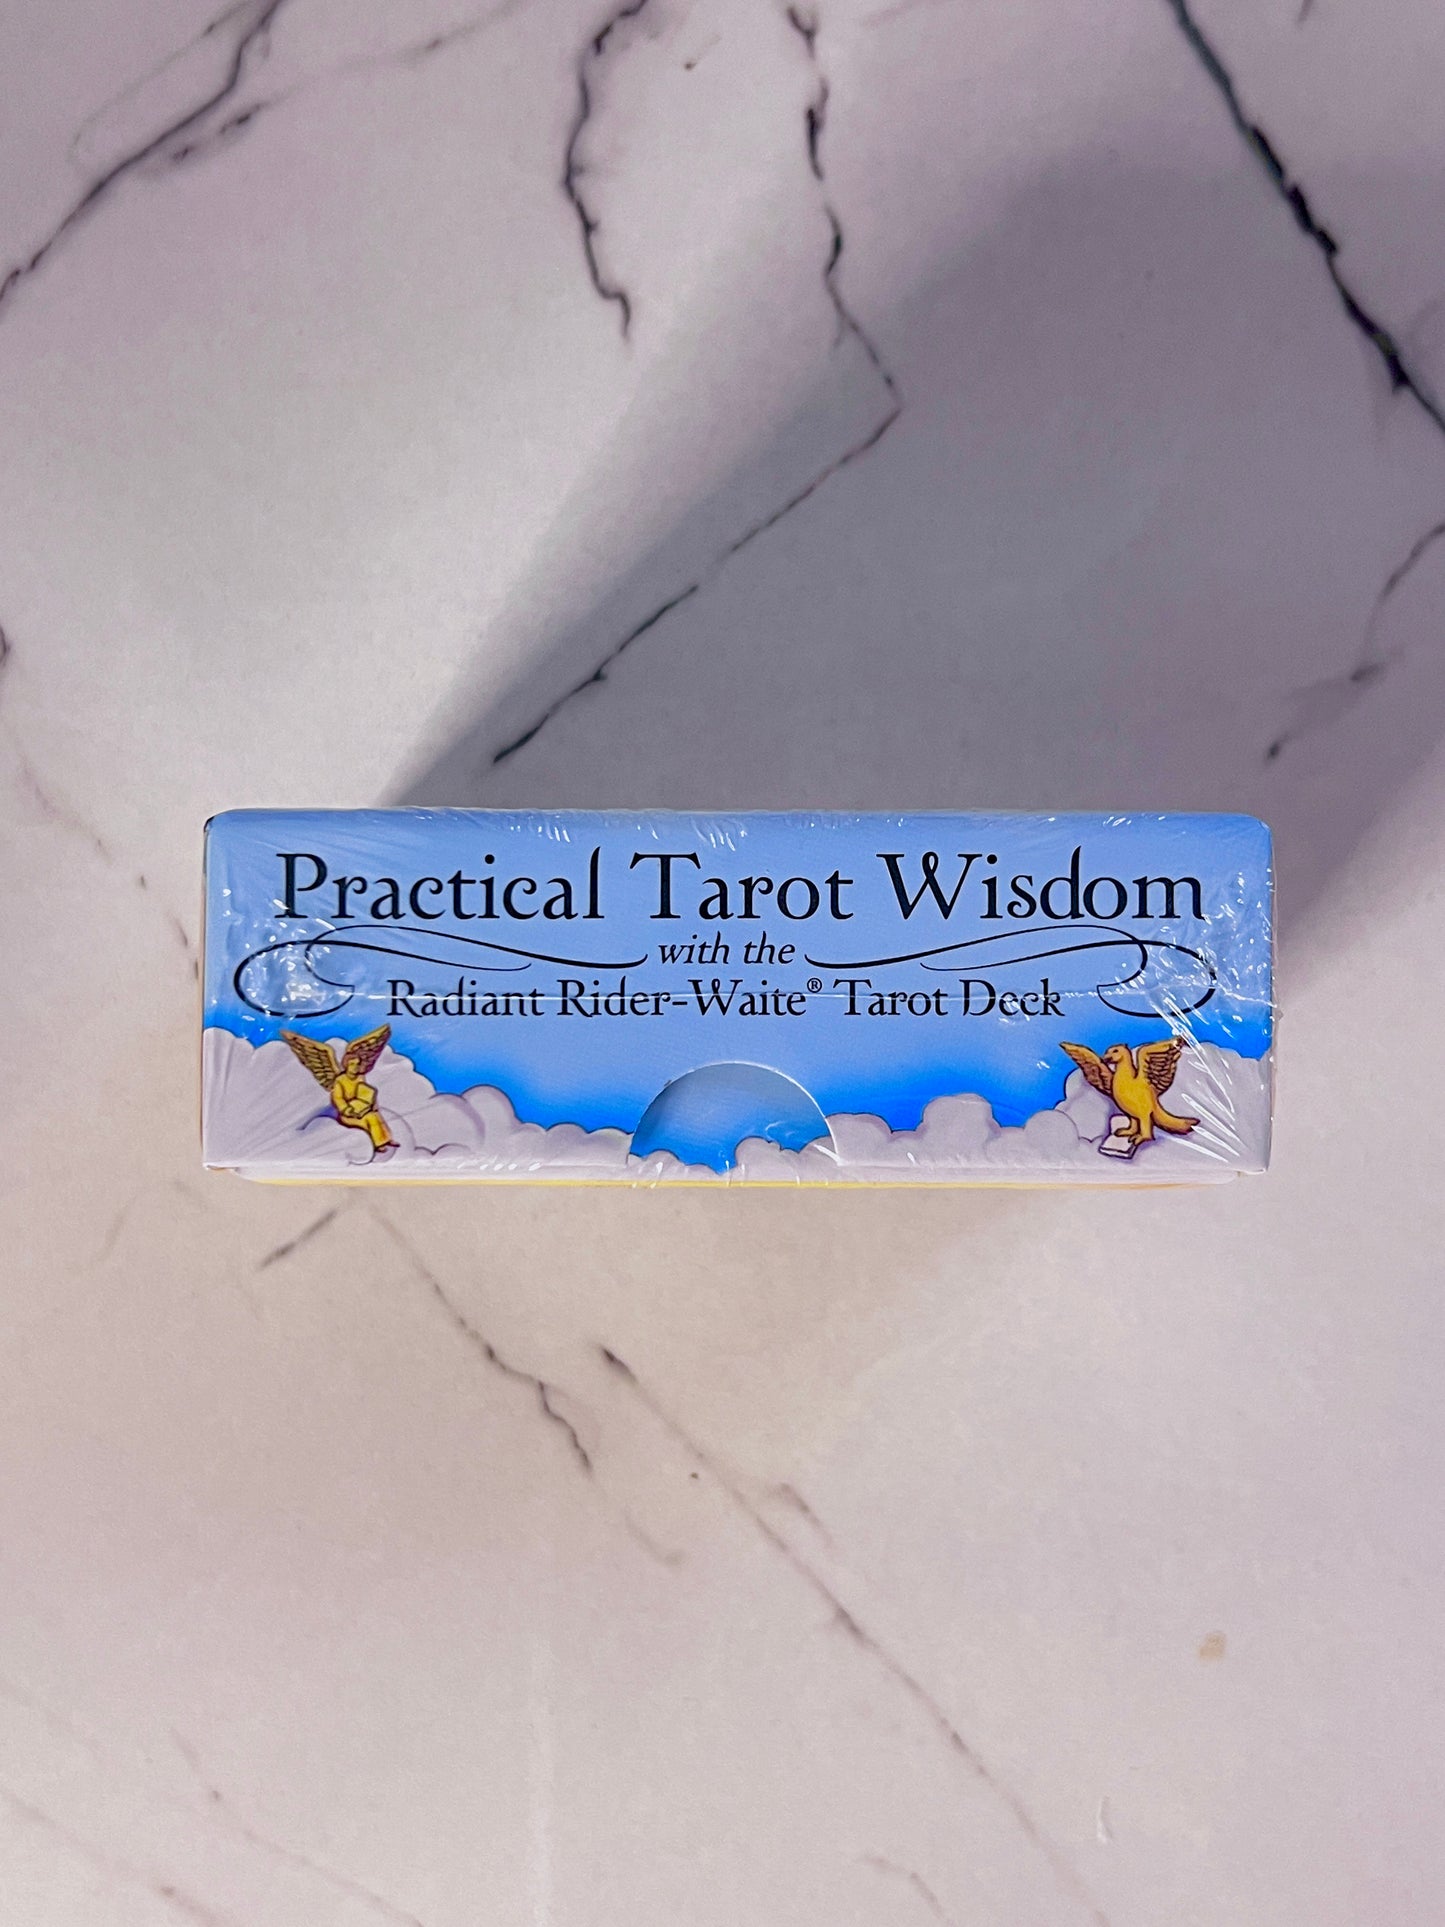 Practical Tarot Wisdom
with the
Radiant Rider-Waite® Tarot Deck